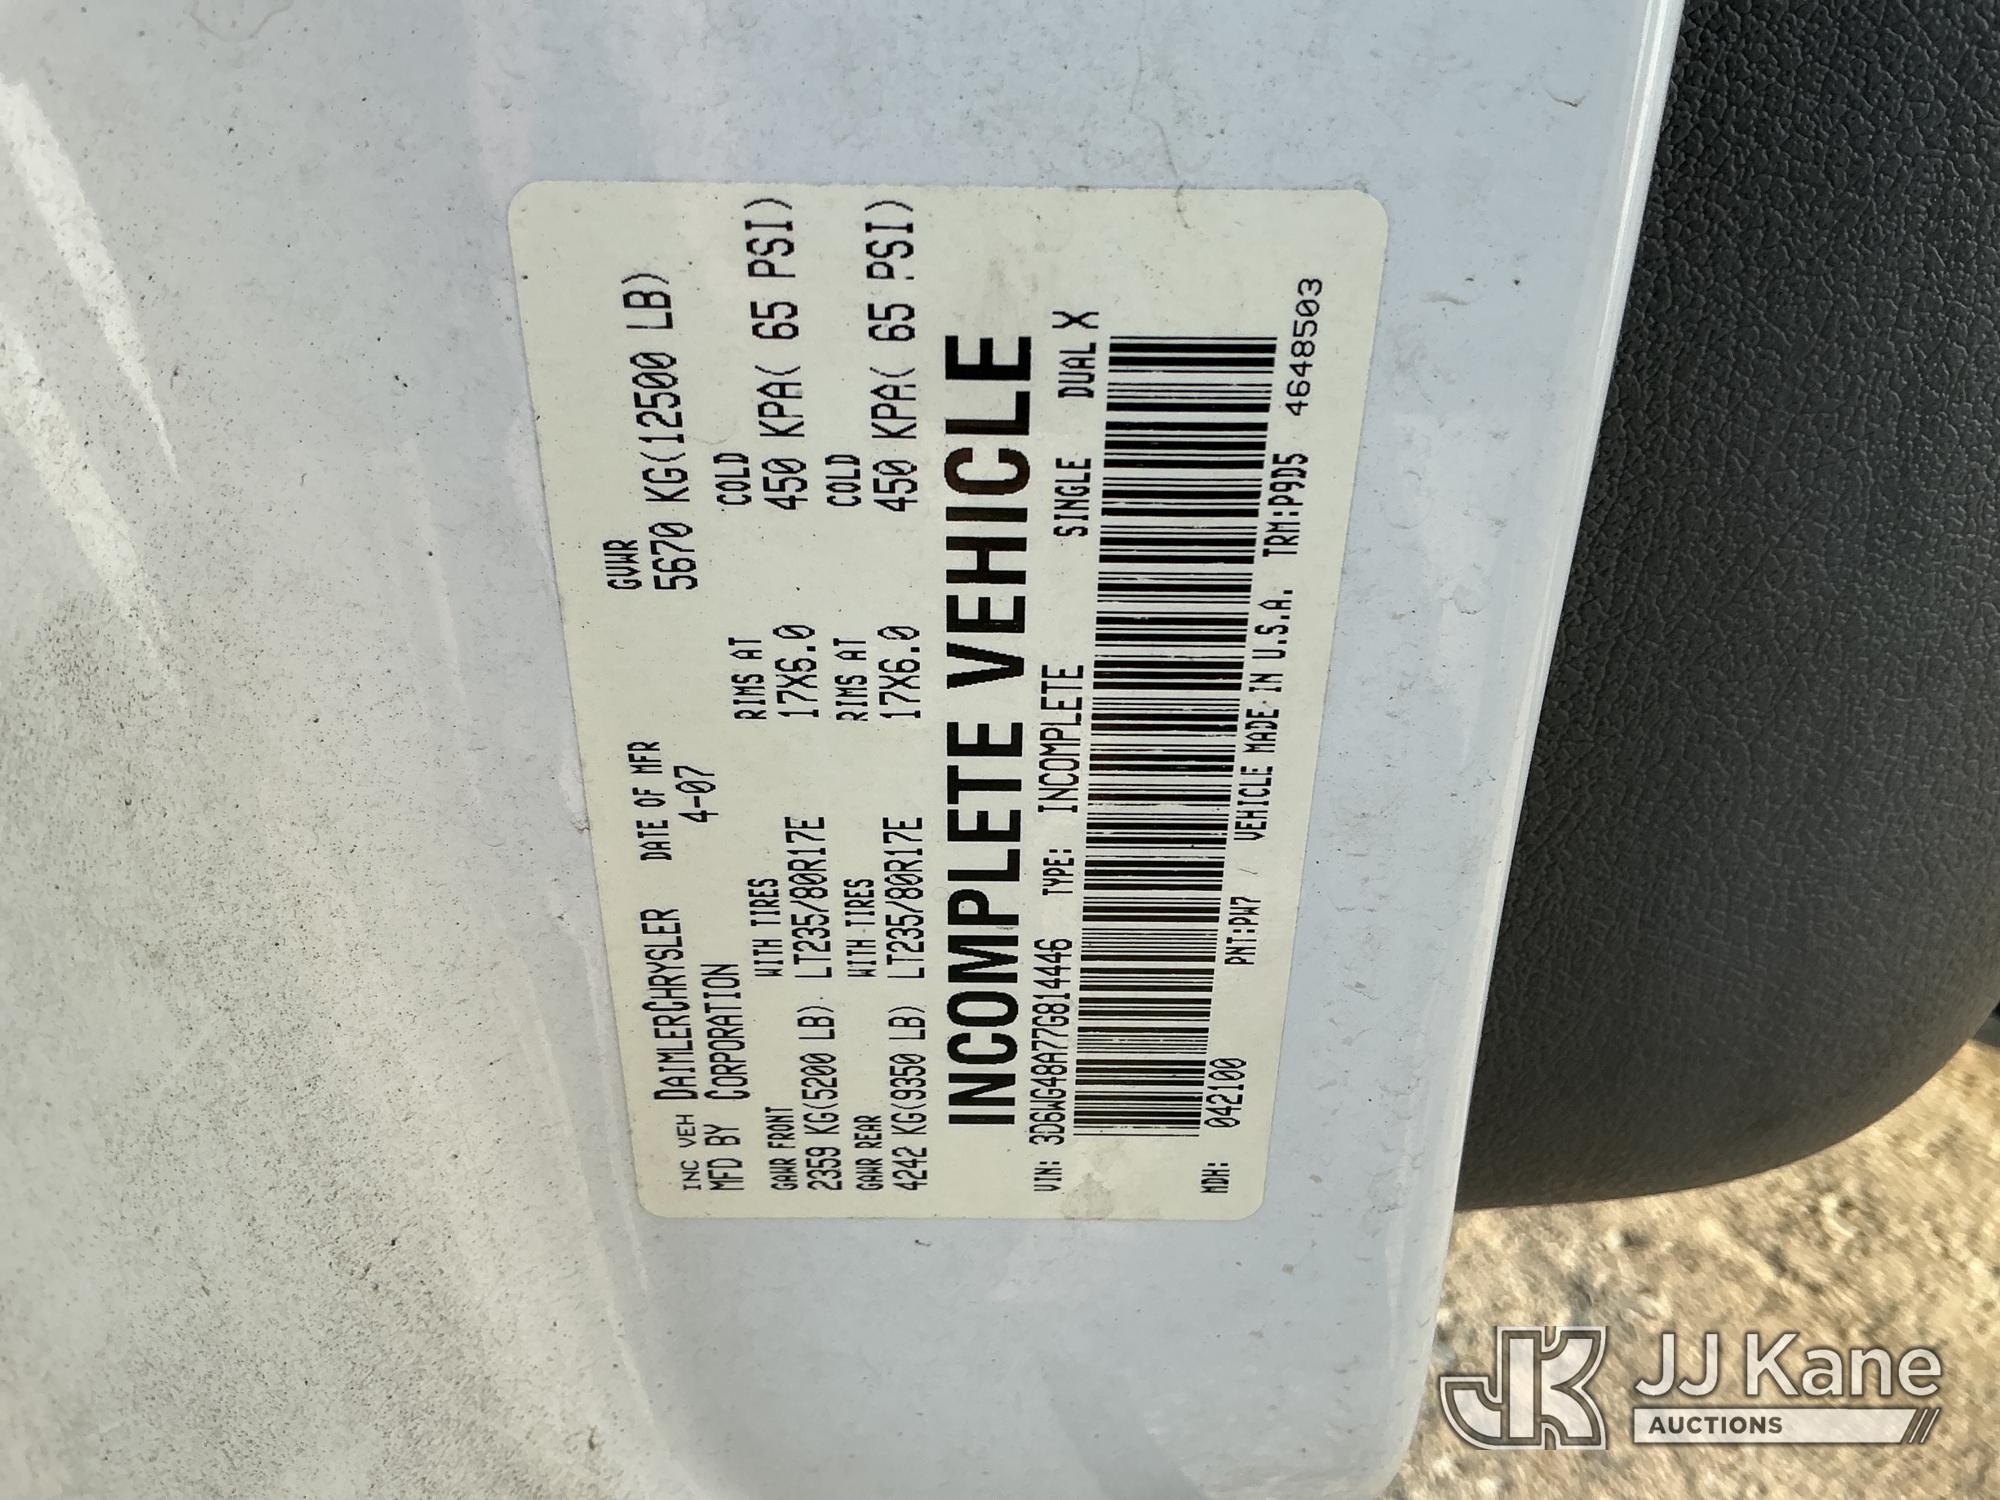 INC VEH DAIMLERCHRYSLER DATE OF MFR GVWR
MFD BY CORPORATION 4-07 5670 KG(12500 LB)
GAWR FRONT WITH TIRES RIMS AT COLD
2359 KG(5200 LB) LT235/80R17E 17X6.0 450 KPA( 65 PSI)
GAWR REAR WITH TIRES RIMS AT COLD
4242 KG(9350 LB) LT235/80R17E 17X6.0 450 KPA( 65 PSI)
INCOMPLETE VEHICLE
VIN: 3D6WG48A77G814446 TYPE: INCOMPLETE SINGLE DUAL X
MDH: 042100 PNT:PW7 / VEHICLE MADE IN U.S.A. TRM:P9D5 4648503
JK JJ Kane
AUCTIONS